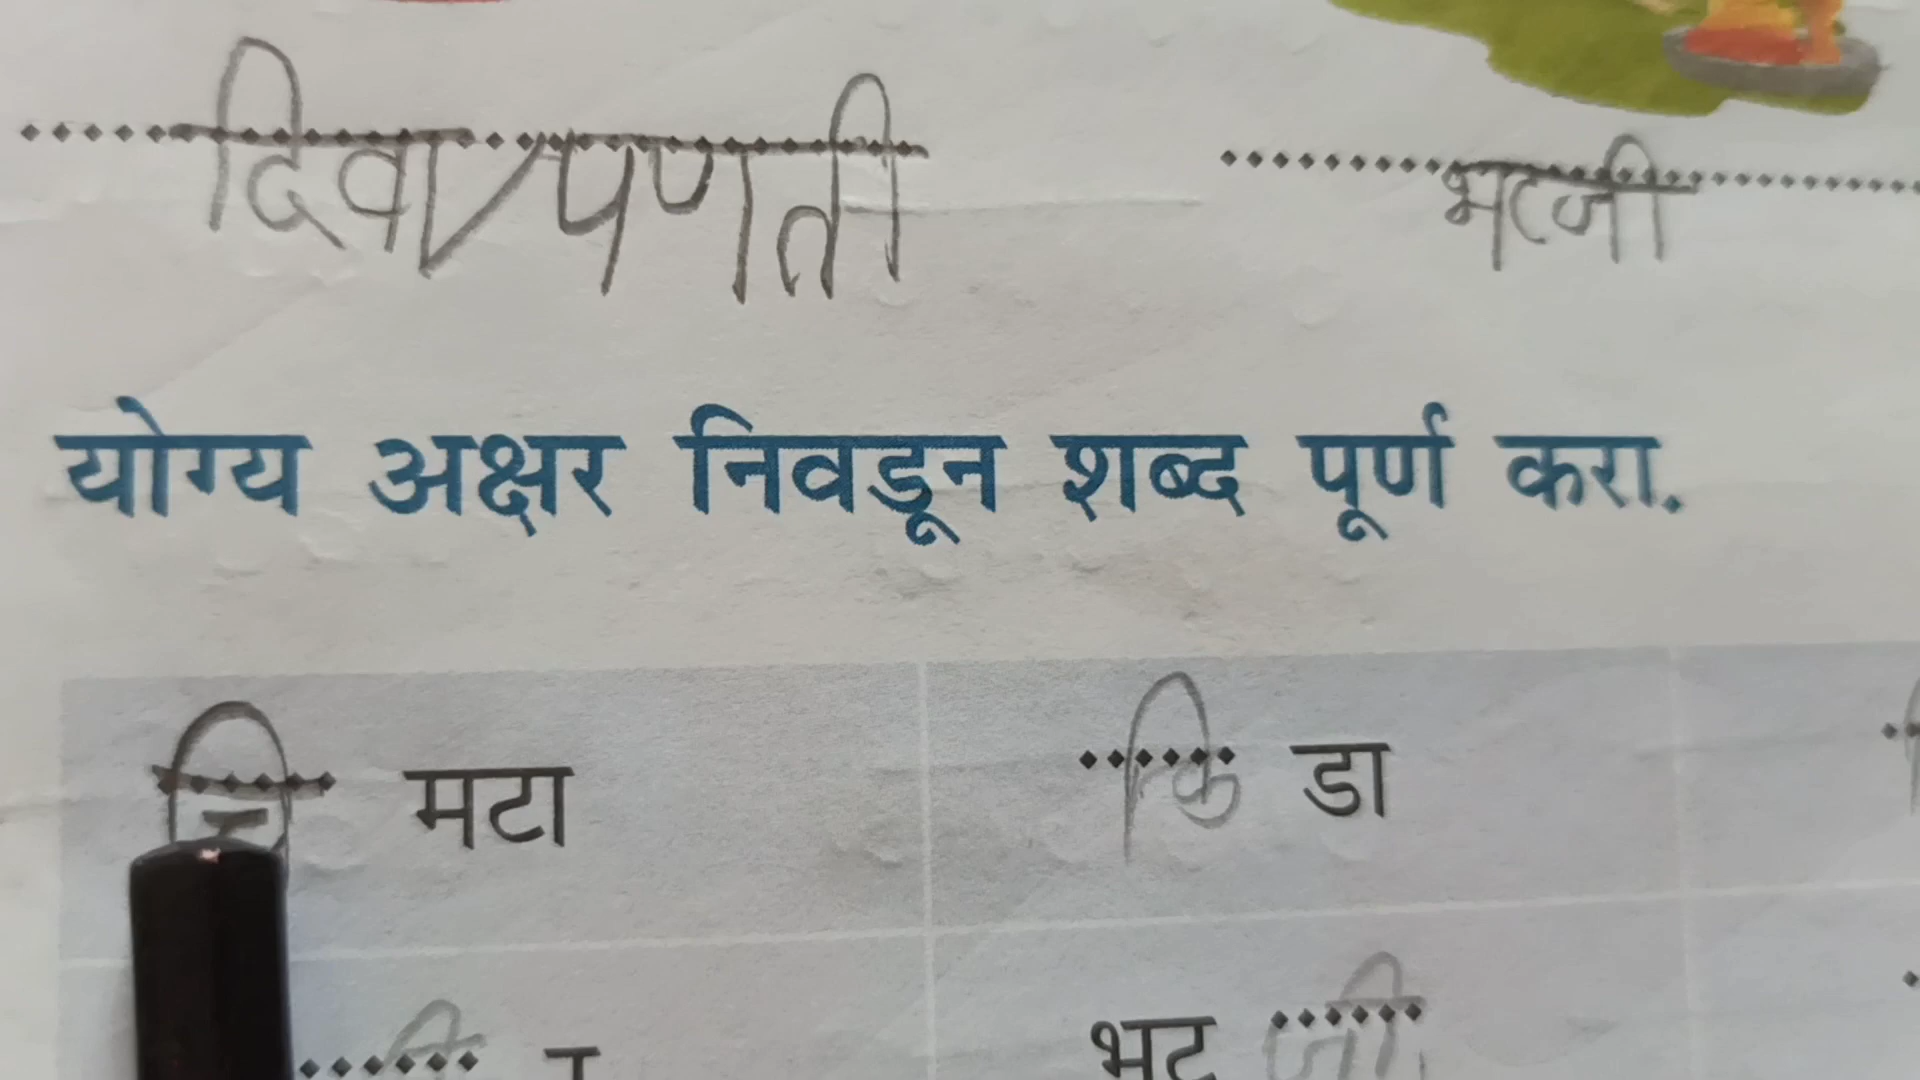 दिवा/पणती भटजी
योग्य अक्षर निवडून शब्द पूर्ण करा.
चि मटा कि डा
भट जी